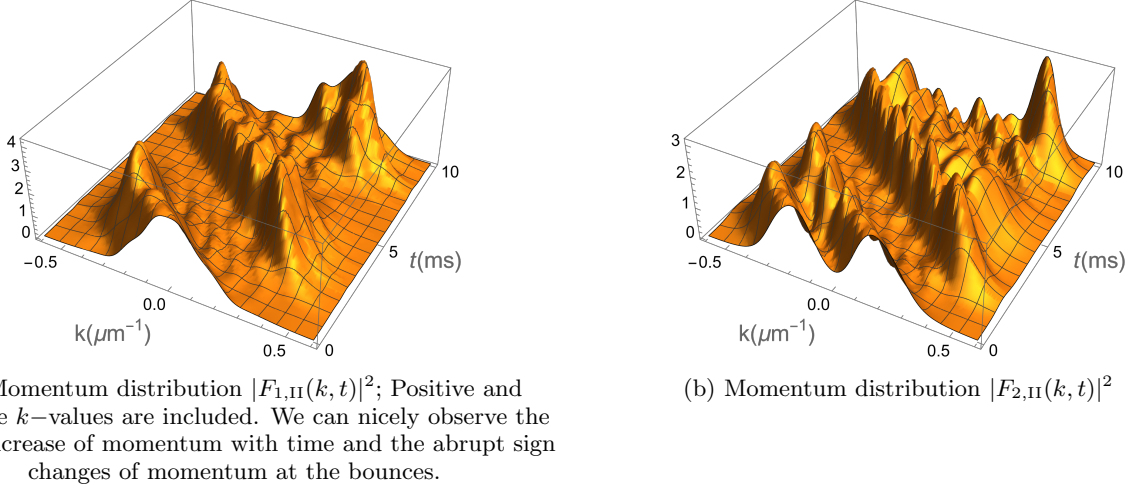 4
3
2
1
0
−0.5
0.0
0.5
k(μm⁻¹)
0
5
10
t(ms)
Momentum distribution |F₁,II(k, t)|²; Positive and
k−values are included. We can nicely observe the
of momentum with time and the abrupt sign
changes of momentum at the bounces.
3
2
1
0
−0.5
0.0
0.5
k(μm⁻¹)
0
5
10
t(ms)
(b) Momentum distribution |F₂,II(k, t)|²